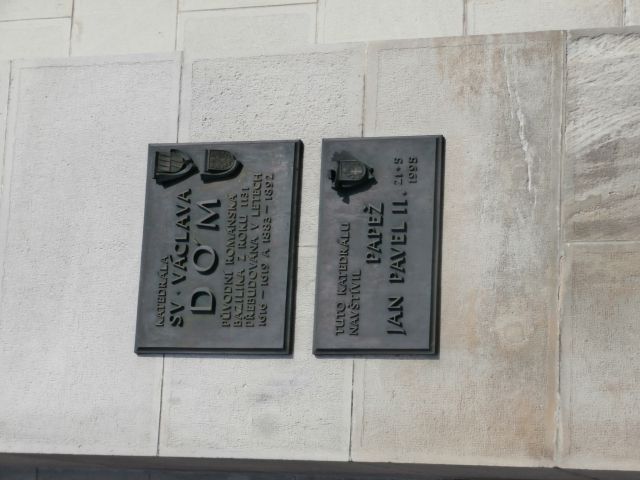 KATEDRÁLA
SV. VÁCLAVA
DÓM
PŮVODNÍ ROMÁNSKÁ
BAZILIKA Z ROKU 1131
PŘEBUDOVANÁ V LETECH
1616–1619 A 1883–1892
TUTO KATEDRÁLU
NAVŠTÍVIL
PAPEŽ
JAN PAVEL II.
21•5
1995